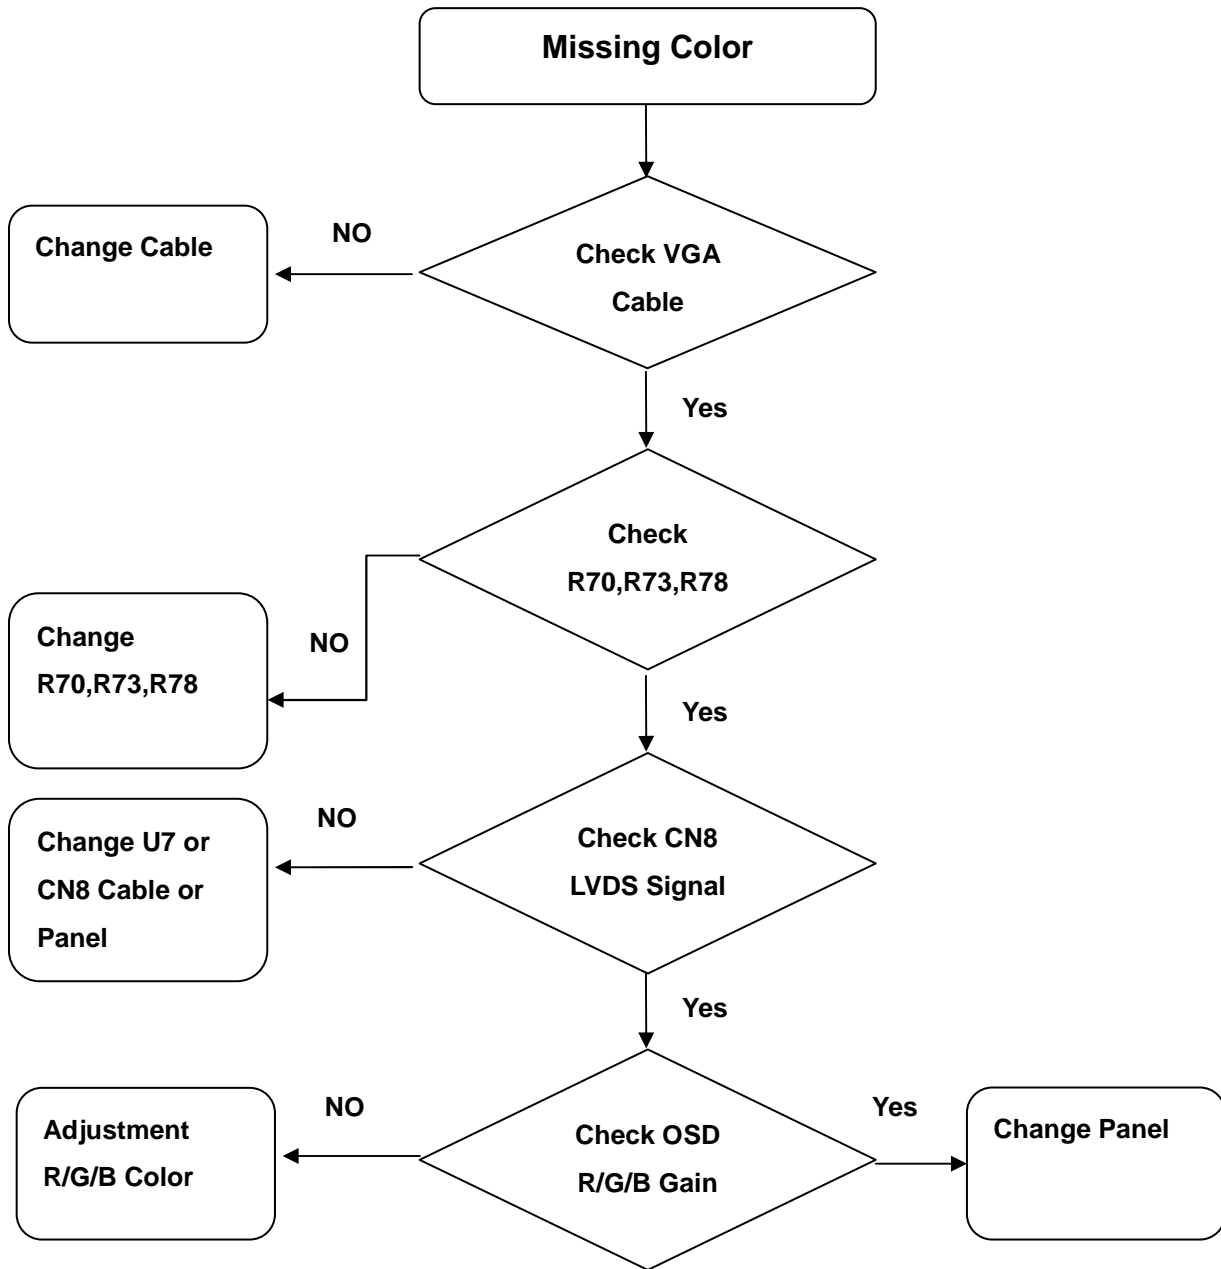 Missing Color
NO
Change Cable
Check VGA
Cable
Yes
Check
R70,R73,R78
NO
Change
R70,R73,R78
Yes
NO
Change U7 or
CN8 Cable or
Panel
Check CN8
LVDS Signal
Yes
NO
Adjustment
R/G/B Color
Check OSD
R/G/B Gain
Yes
Change Panel